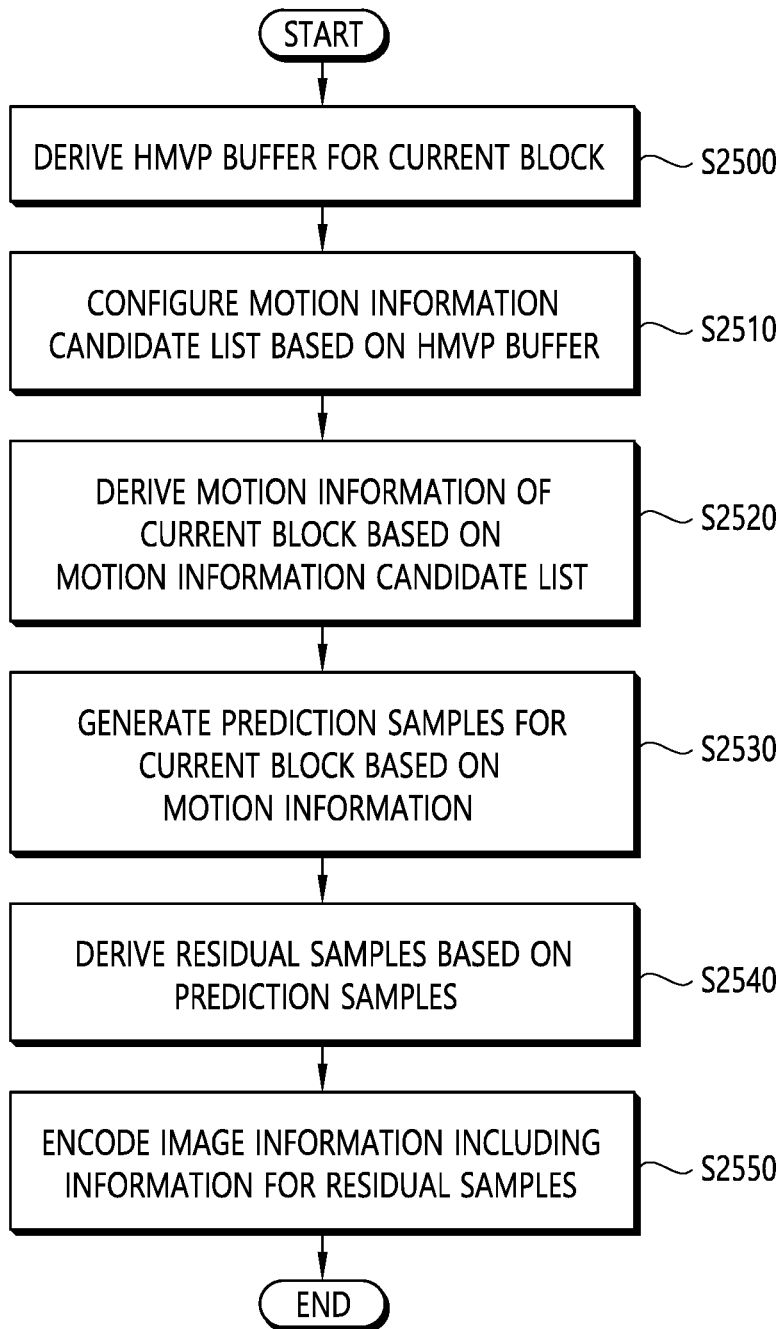 START
DERIVE HMVP BUFFER FOR CURRENT BLOCK
S2500
CONFIGURE MOTION INFORMATION
CANDIDATE LIST BASED ON HMVP BUFFER
S2510
DERIVE MOTION INFORMATION OF
CURRENT BLOCK BASED ON
MOTION INFORMATION CANDIDATE LIST
S2520
GENERATE PREDICTION SAMPLES FOR
CURRENT BLOCK BASED ON
MOTION INFORMATION
S2530
DERIVE RESIDUAL SAMPLES BASED ON
PREDICTION SAMPLES
S2540
ENCODE IMAGE INFORMATION INCLUDING
INFORMATION FOR RESIDUAL SAMPLES
S2550
END